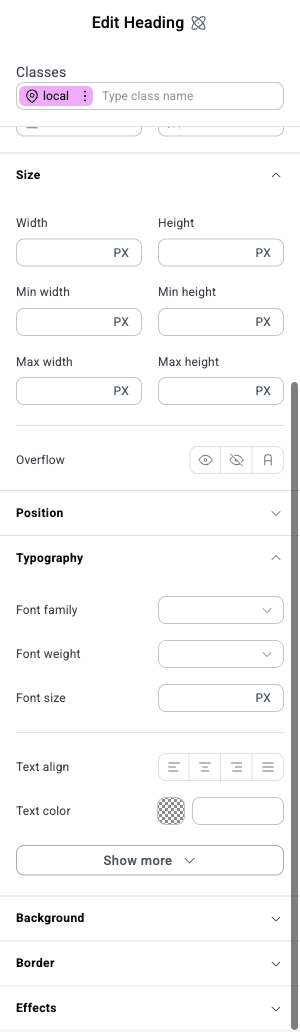 Edit Heading
Classes
local Type class name
Size
Width Height
PX PX
Min width Min height
PX PX
Max width Max height
PX PX
Overflow
Position
Typography
Font family
Font weight
Font size PX
Text align
Text color
Show more
Background
Border
Effects